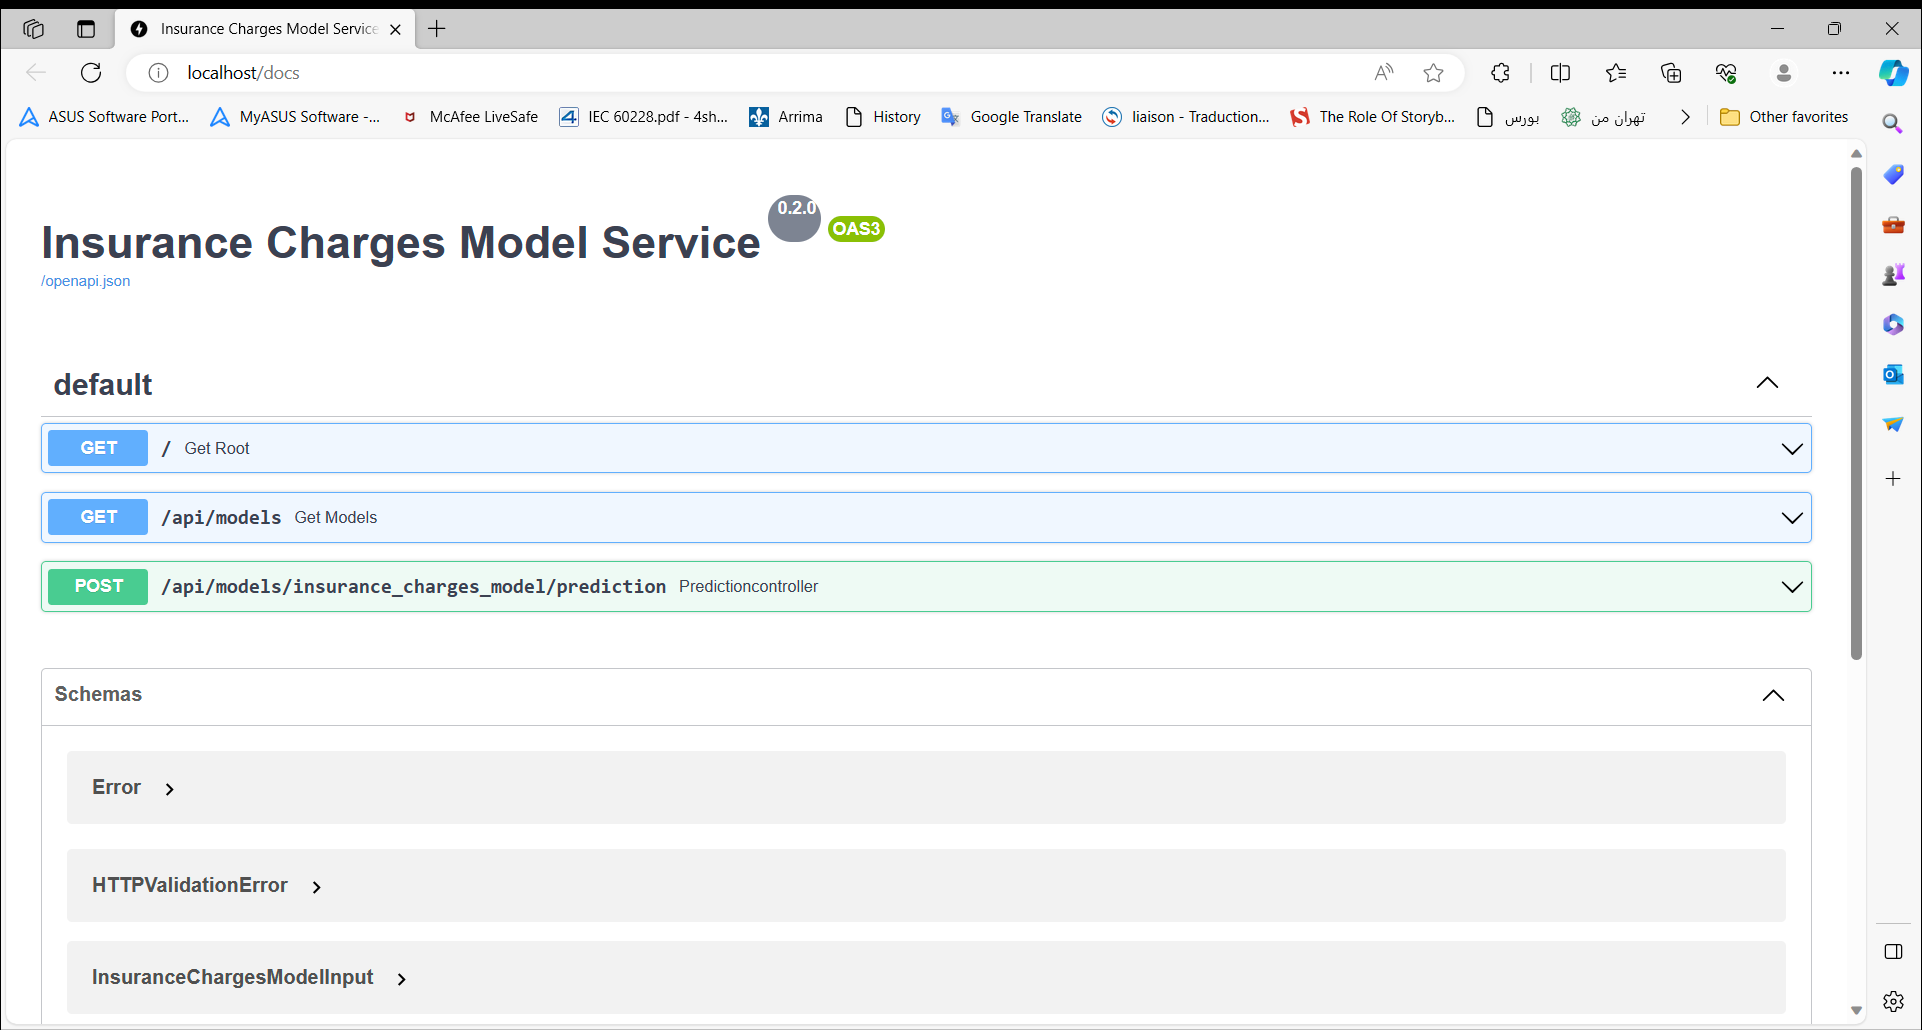 Insurance Charges Model Service
localhost/docs
ASUS Software Port...
MyASUS Software -...
McAfee LiveSafe
IEC 60228.pdf - 4sh...
Arrima
History
Google Translate
liaison - Traduction...
The Role Of Storyb...
بورس
تهران من
Other favorites
Insurance Charges Model Service 0.2.0 OAS3
/openapi.json
default
GET / Get Root
GET /api/models Get Models
POST /api/models/insurance_charges_model/prediction Predictioncontroller
Schemas
Error
HTTPValidationError
InsuranceChargesModelInput